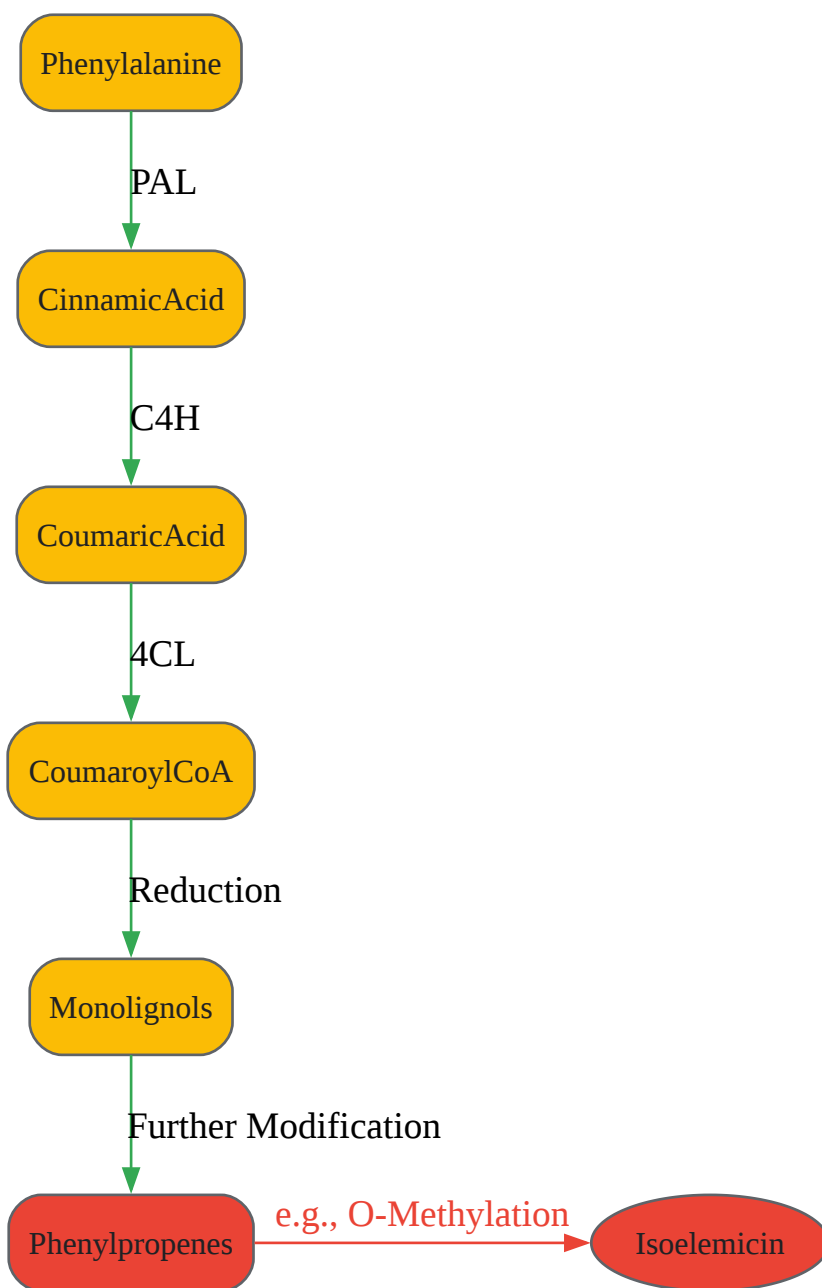 Phenylalanine
PAL
CinnamicAcid
C4H
CoumaricAcid
4CL
CoumaroylCoA
Reduction
Monolignols
Further Modification
Phenylpropenes
e.g., O-Methylation
Isoelemicin